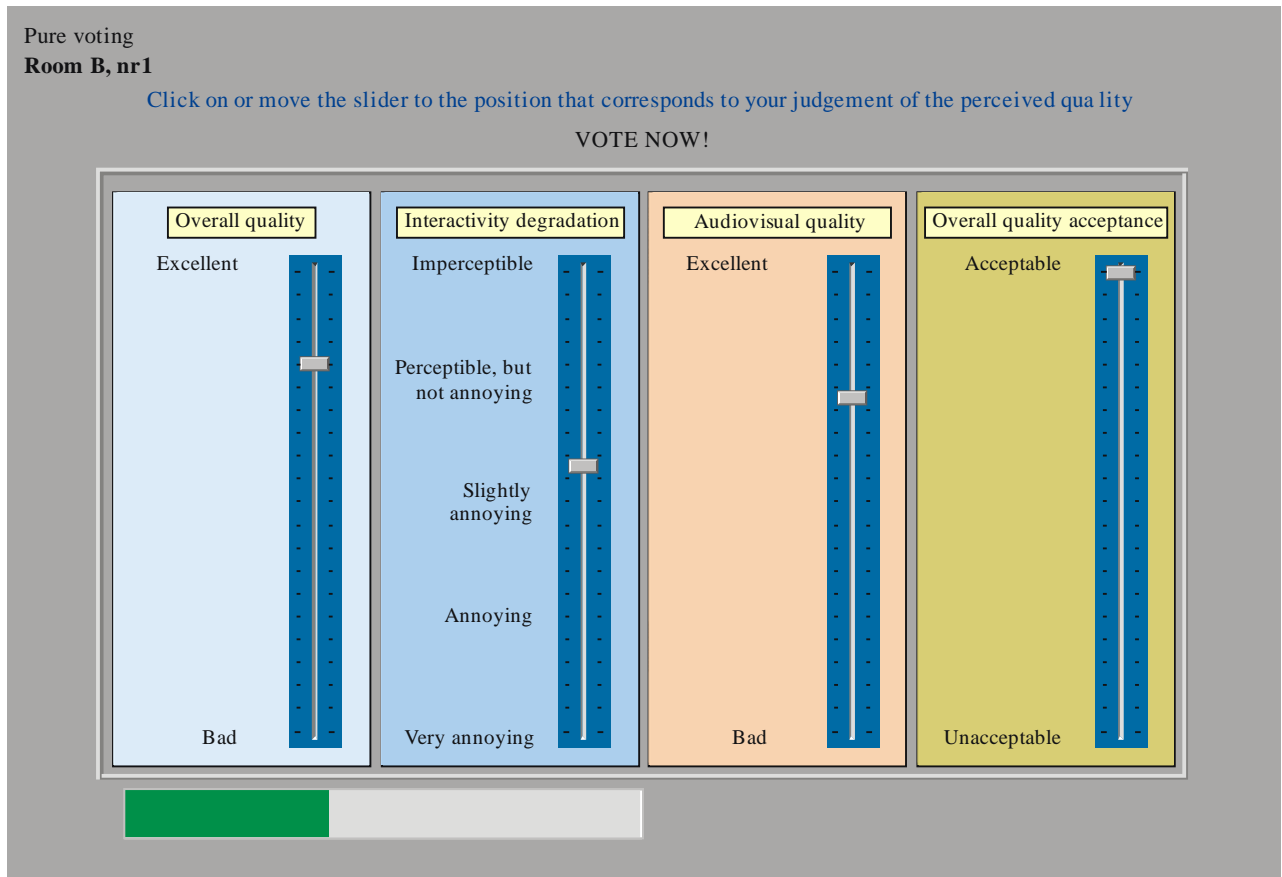 Pure voting
Room B, nr1
Click on or move the slider to the position that corresponds to your judgement of the perceived qua lity
VOTE NOW!
Overall quality
Excellent
Bad
Interactivity degradation
Imperceptible
Perceptible, but
not annoying
Slightly
annoying
Annoying
Very annoying
Audiovisual quality
Excellent
Bad
Overall quality acceptance
Acceptable
Unacceptable